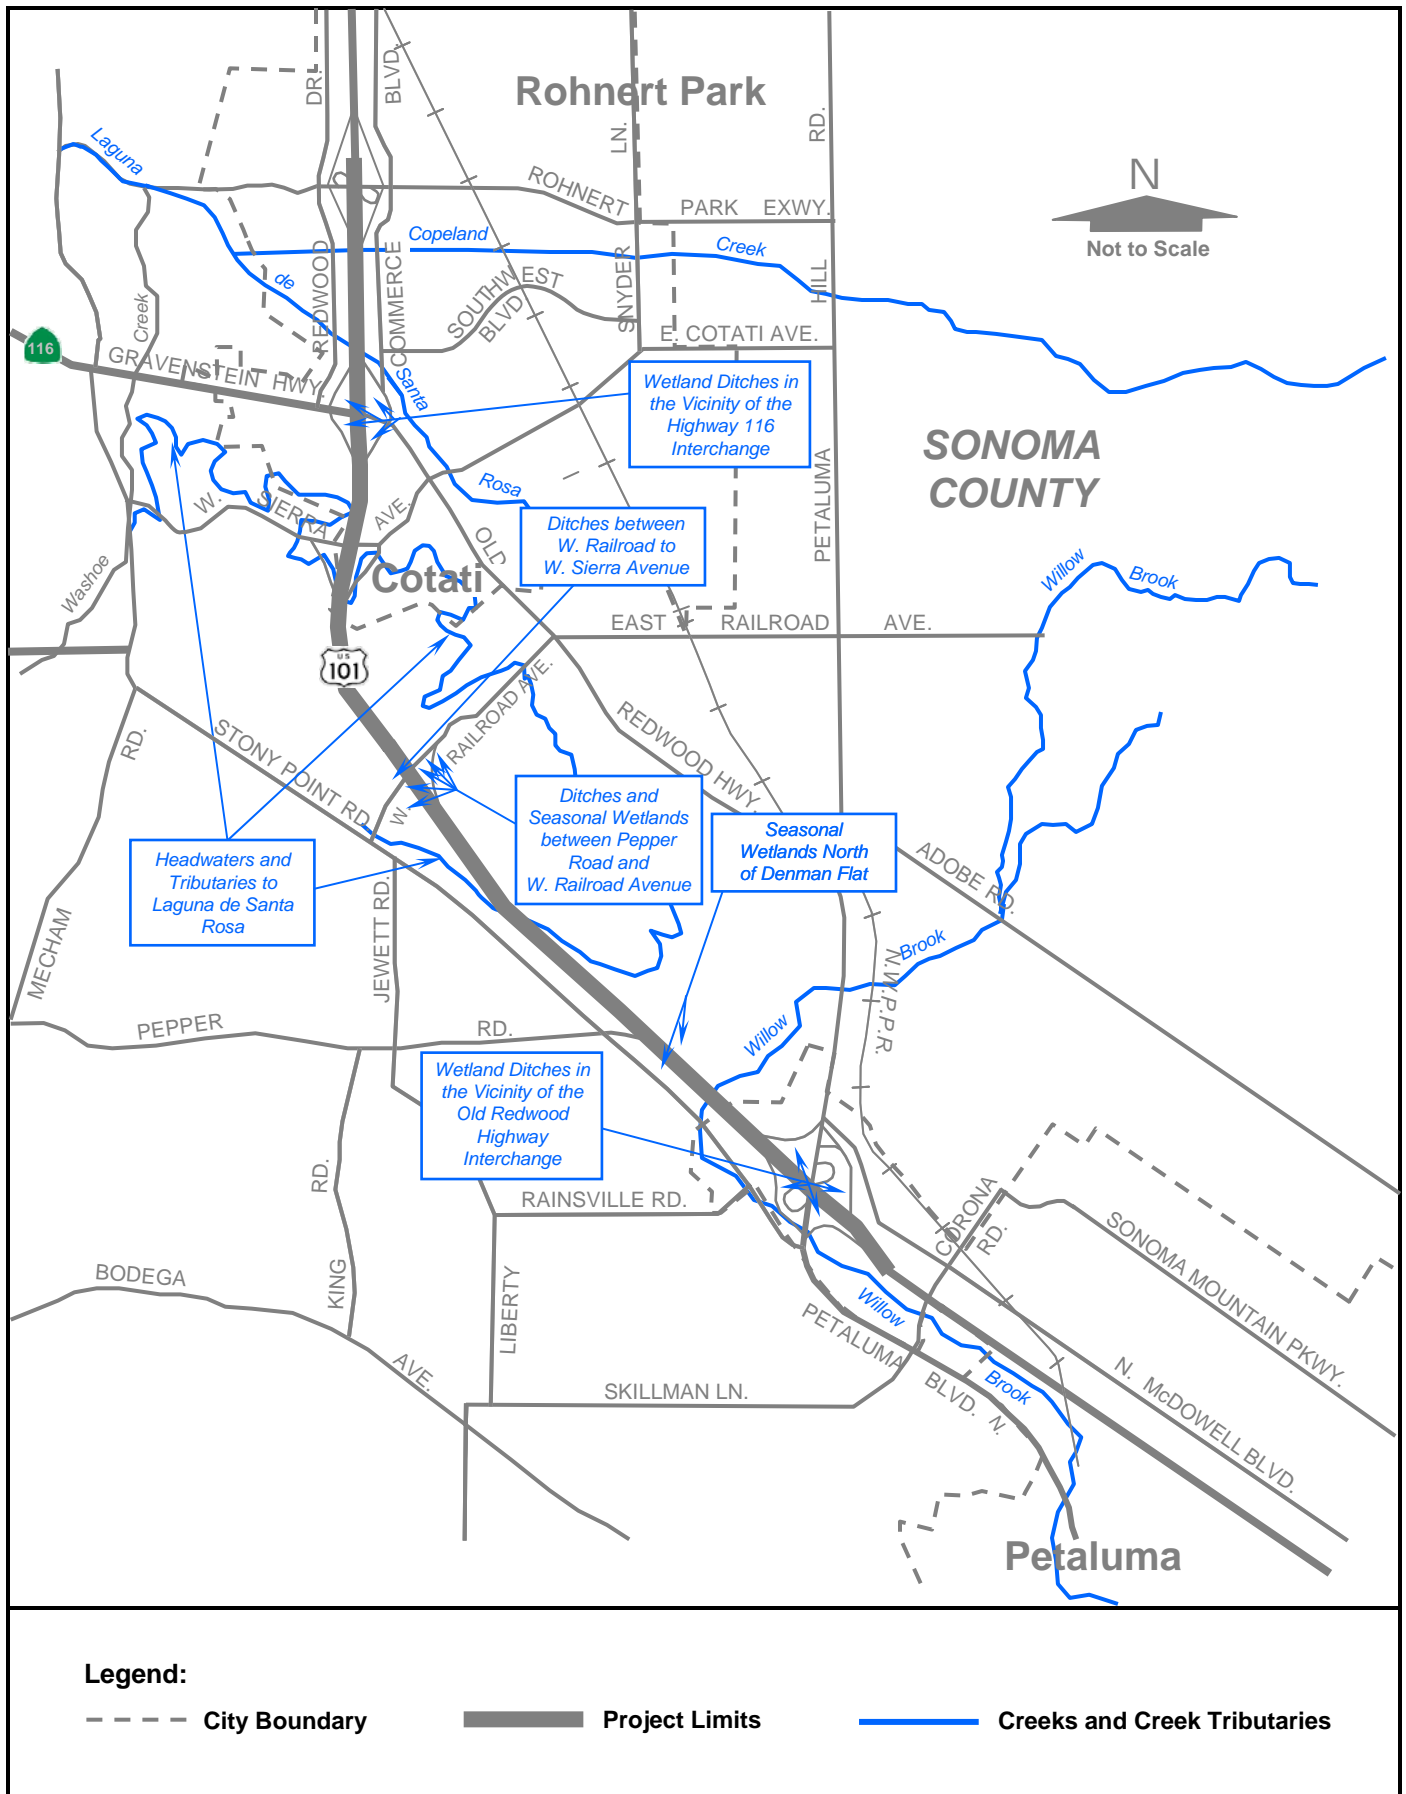 Rohnert Park
DR.
BLVD.
LN.
RD.
Laguna
ROHNERT
PARK EXWY.
N
Not to Scale
Copeland
Creek
de
REDWOOD
COMMERCE
SOUTHWEST
BLVD.
SNYDER
HILL
Creek
E. COTATI AVE.
116
GRAVENSTEIN HWY.
Santa
Wetland Ditches in
the Vicinity of the
Highway 116
Interchange
SONOMA
COUNTY
Rosa
PETALUMA
W. SIERRA AVE.
OLD
Ditches between
W. Railroad to
W. Sierra Avenue
Washoe
Cotati
Willow
Brook
EAST RAILROAD AVE.
US
101
W. RAILROAD AVE.
REDWOOD HWY.
RD.
STONY POINT RD.
Ditches and
Seasonal Wetlands
between Pepper
Road and
W. Railroad Avenue
Seasonal
Wetlands North
of Denman Flat
Headwaters and
Tributaries to
Laguna de Santa
Rosa
ADOBE RD.
MECHAM
JEWETT RD.
Brook
N.W.P.P.R.
Willow
PEPPER
RD.
Wetland Ditches in
the Vicinity of the
Old Redwood
Highway
Interchange
RD.
RAINSVILLE RD.
CORONA
RD.
SONOMA MOUNTAIN PKWY.
BODEGA
KING
LIBERTY
Willow
PETALUMA
AVE.
SKILLMAN LN.
BLVD. N.
Brook
N. McDOWELL BLVD.
Petaluma
Legend:
City Boundary
Project Limits
Creeks and Creek Tributaries